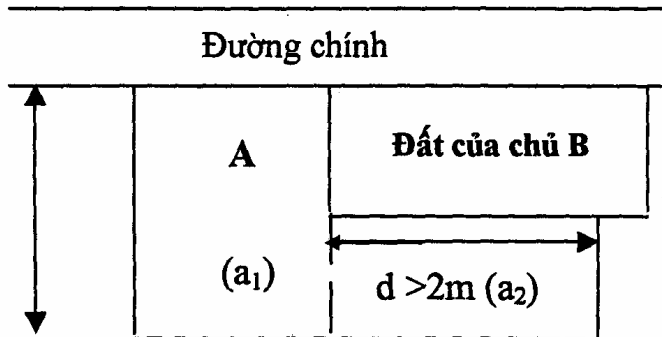 Đường chính
A
Đất của chủ B
(a₁)
d >2m (a₂)